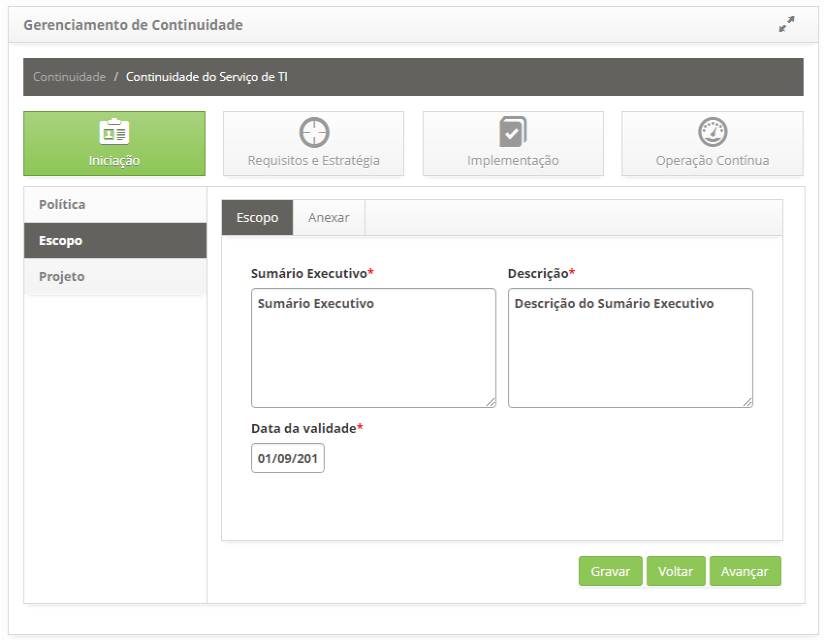 Gerenciamento de Continuidade
Continuidade / Continuidade do Serviço de TI
Iniciação
Requisitos e Estratégia
Implementação
Operação Contínua
Política
Escopo
Projeto
Escopo Anexar
Sumário Executivo* Descrição*
Sumário Executivo Descrição do Sumário Executivo
Data da validade*
01/09/201
Gravar Voltar Avançar